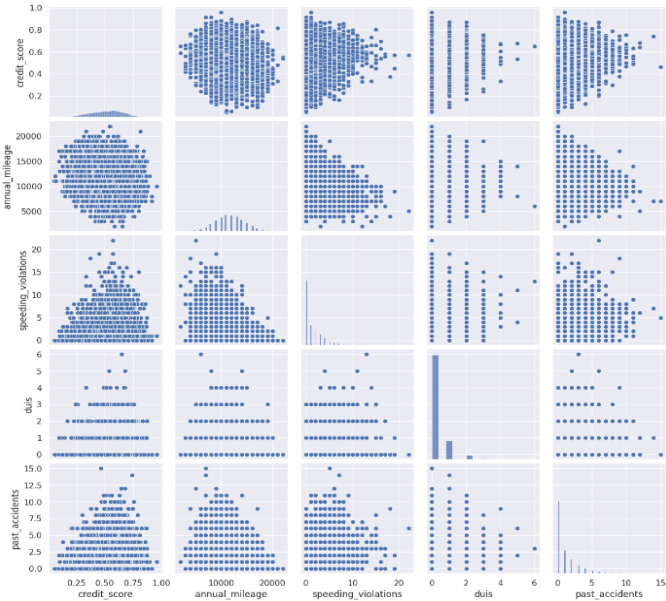 1.0
0.8
0.6
0.4
0.2
credit_score
20000
15000
10000
5000
annual_mileage
20
15
10
5
0
speeding_violations
6
5
4
3
2
1
0
duis
15.0
12.5
10.0
7.5
5.0
2.5
0.0
past_accidents
0.25 0.50 0.75 1.00
credit_score
10000 20000
annual_mileage
0 10 20
speeding_violations
0 2 4 6
duis
0 5 10 15
past_accidents